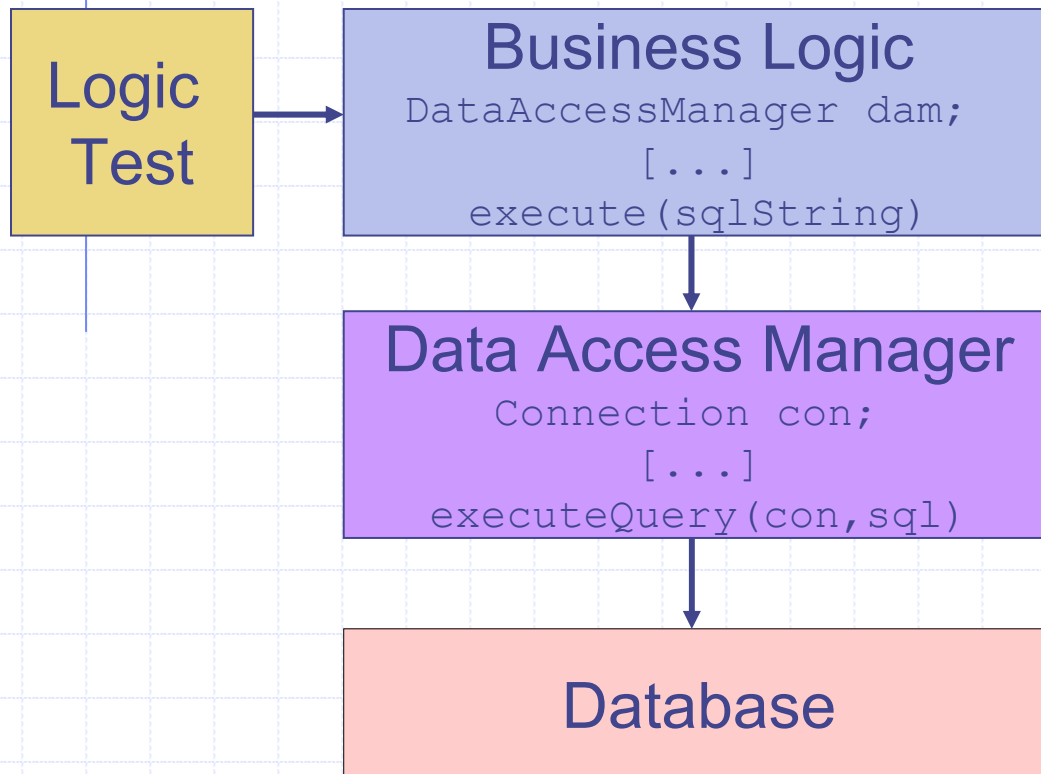 Logic
Test
Business Logic
DataAccessManager dam;
[...]
execute(sqlString)
Data Access Manager
Connection con;
[...]
executeQuery(con,sql)
Database